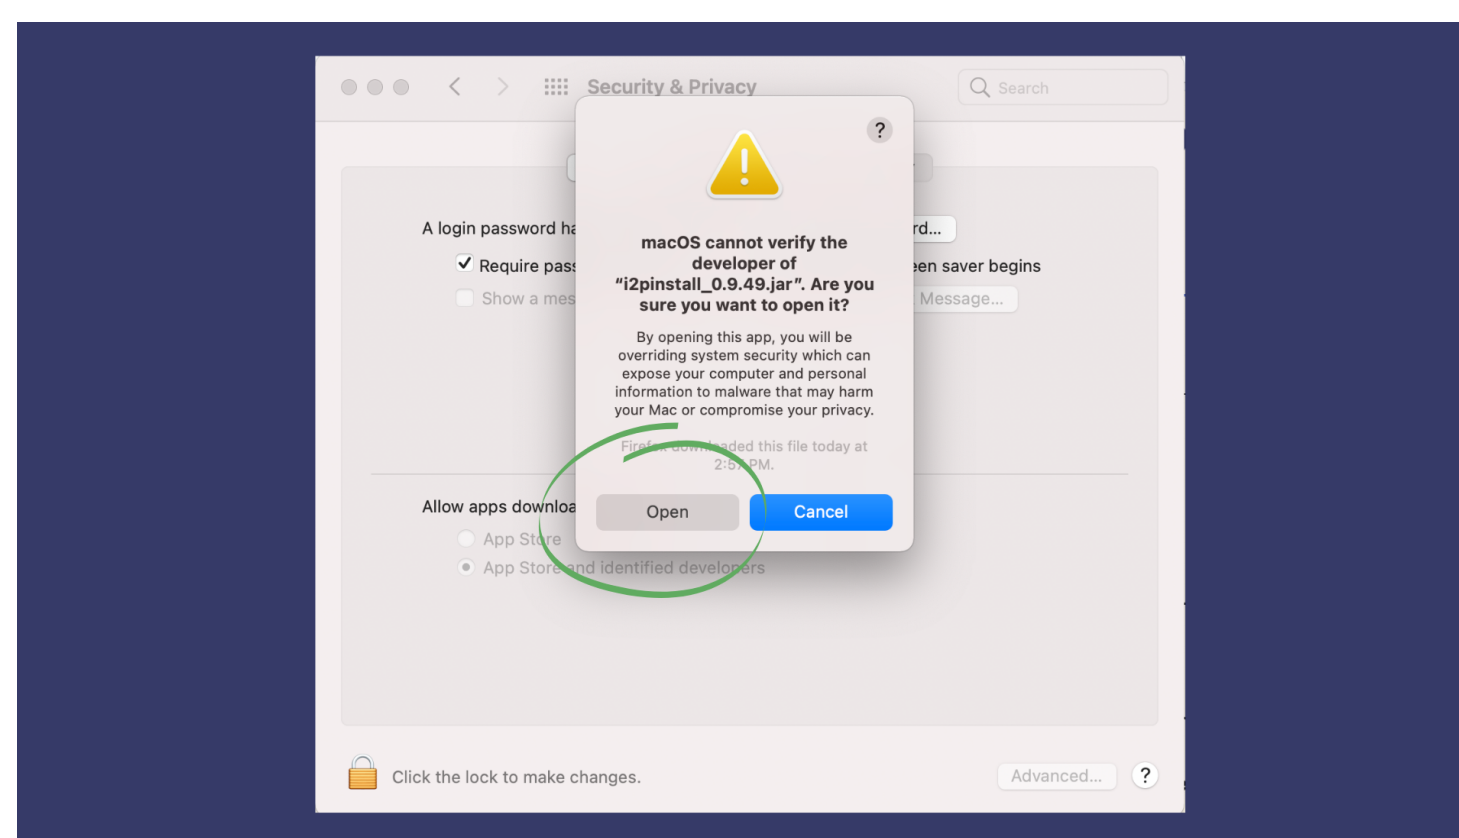 Security & Privacy
Search
?
A login password ha
rd...
macOS cannot verify the
developer of
“i2pinstall_0.9.49.jar”. Are you
sure you want to open it?
Require pass
een saver begins
Show a mes
Message...
By opening this app, you will be
overriding system security which can
expose your computer and personal
information to malware that may harm
your Mac or compromise your privacy.
Firefox downloaded this file today at
2:57 PM.
Open
Cancel
Allow apps downloa
App Store
App Store and identified developers
Click the lock to make changes.
Advanced...
?